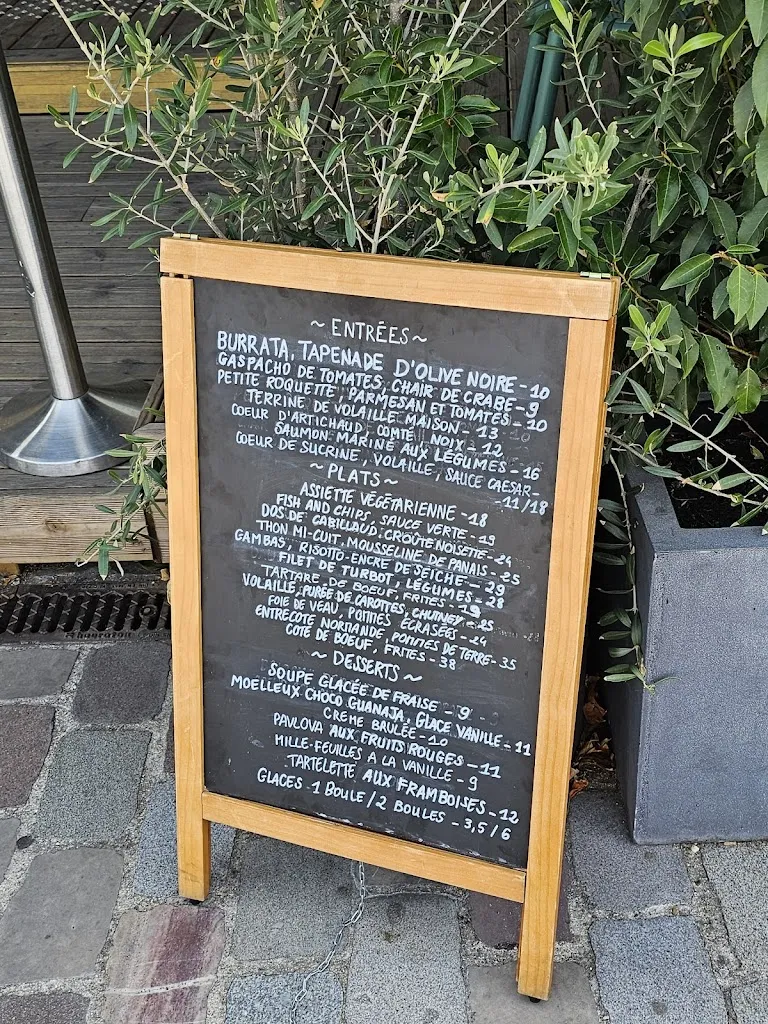 ~ ENTRÉES ~
BURRATA, TAPENADE D'OLIVE NOIRE - 10
GASPACHO DE TOMATES, CHAIR DE CRABE - 9
PETITE ROQUETTE, PARMESAN ET TOMATES - 10
TERRINE DE VOLAILLE MAISON - 13
COEUR D'ARTICHAUD, COMTÉ, NOIX - 12
SAUMON MARINÉ AUX LÉGUMES - 16
COEUR DE SUCRINE, VOLAILLE, SAUCE CAESAR -
- 11/18
~ PLATS ~
ASSIETTE VÉGÉTARIENNE - 18
FISH AND CHIPS, SAUCE VERTE - 19
DOS DE CABILLAUD, CROÛTE NOISETTE - 24
THON MI-CUIT, MOUSSELINE DE PANAIS - 25
GAMBAS, RISOTTO-ENCRE DE SEICHE - 29
FILET DE TURBOT, LÉGUMES - 28
TARTARE DE BOEUF, FRITES - 19
VOLAILLE, PURÉE DE CAROTTES, CHUTNEY - 25
FOIE DE VEAU, POMMES ÉCRASÉES - 24
ENTRECÔTE NORMANDE, POMMES DE TERRE - 35
CÔTE DE BOEUF, FRITES - 38
~ DESSERTS ~
SOUPE GLACÉE DE FRAISE - 9
MOELLEUX CHOCO GUANAJA, GLACE VANILLE - 11
CRÈME BRULÉE - 10
PAVLOVA AUX FRUITS ROUGES - 11
MILLE-FEUILLES A LA VANILLE - 9
TARTELETTE AUX FRAMBOISES - 12
GLACES 1 BOULE / 2 BOULES - 3,5 / 6